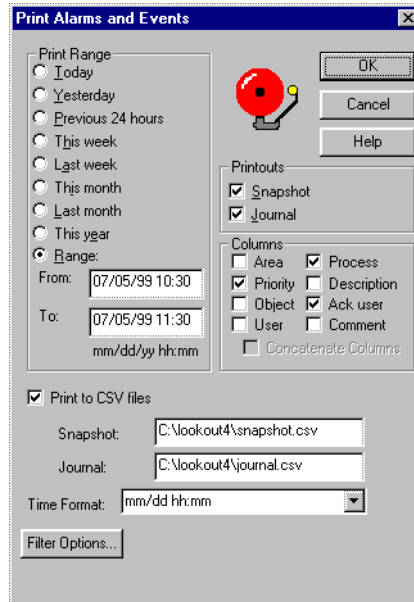 Print Alarms and Events
Print Range
Today
Yesterday
Previous 24 hours
This week
Last week
This month
Last month
This year
Range:
From: 07/05/99 10:30
To: 07/05/99 11:30
mm/dd/yy hh:mm
OK
Cancel
Help
Printouts
Snapshot
Journal
Columns
Area Process
Priority Description
Object Ack user
User Comment
Concatenate Columns
Print to CSV files
Snapshot: C:\lookout4\snapshot.csv
Journal: C:\lookout4\journal.csv
Time Format: mm/dd hh:mm
Filter Options...